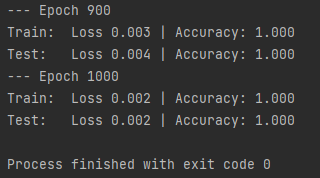 --- Epoch 900
Train:  Loss 0.003 | Accuracy: 1.000
Test:   Loss 0.004 | Accuracy: 1.000
--- Epoch 1000
Train:  Loss 0.002 | Accuracy: 1.000
Test:   Loss 0.002 | Accuracy: 1.000

Process finished with exit code 0